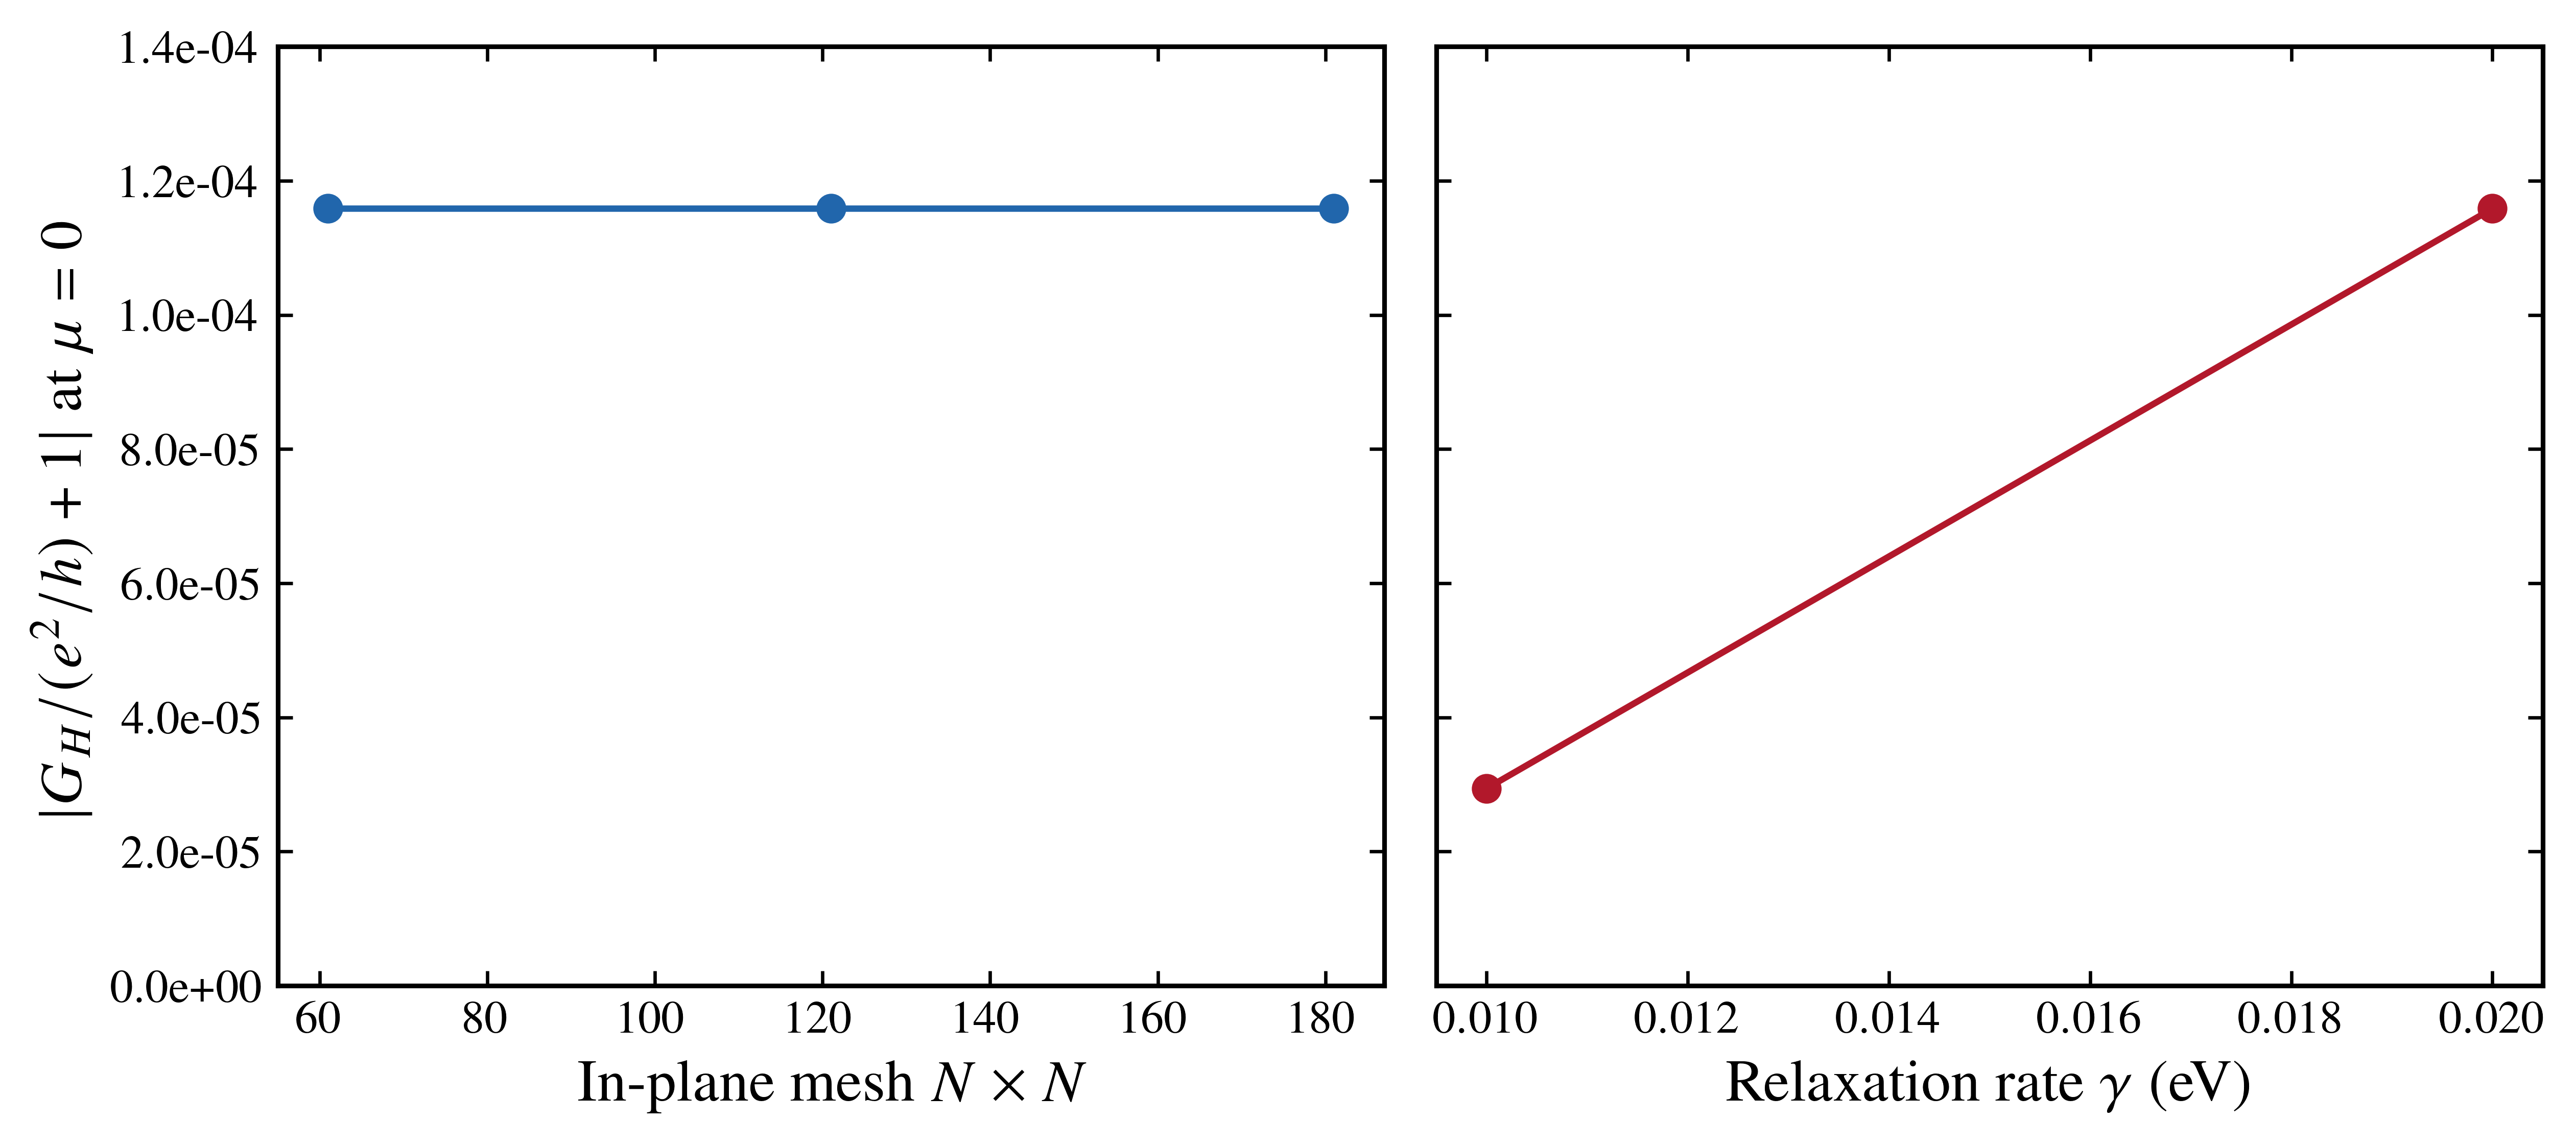 |G_H/(e²/h) + 1| at μ = 0
1.4e-04
1.2e-04
1.0e-04
8.0e-05
6.0e-05
4.0e-05
2.0e-05
0.0e+00
60 80 100 120 140 160 180
In-plane mesh N × N
0.010 0.012 0.014 0.016 0.018 0.020
Relaxation rate γ (eV)